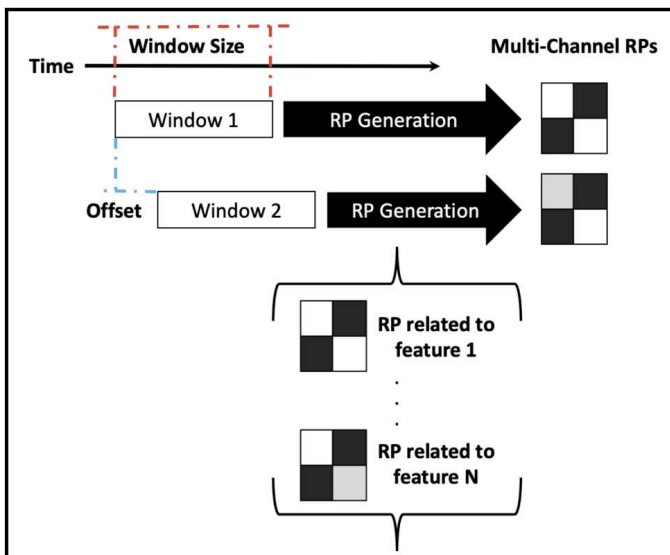 Window Size
Multi-Channel RPs
Time
Window 1
RP Generation
Offset
Window 2
RP Generation
RP related to
feature 1
.
.
.
RP related to
feature N